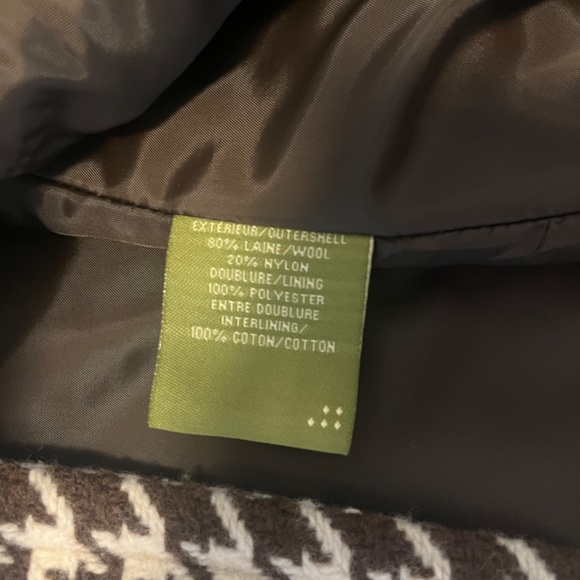 EXTÉRIEUR/OUTERSHELL
80% LAINE/WOOL
20% NYLON
DOUBLURE/LINING
100% POLYESTER
ENTRE DOUBLURE
INTERLINING/
100% COTON/COTTON